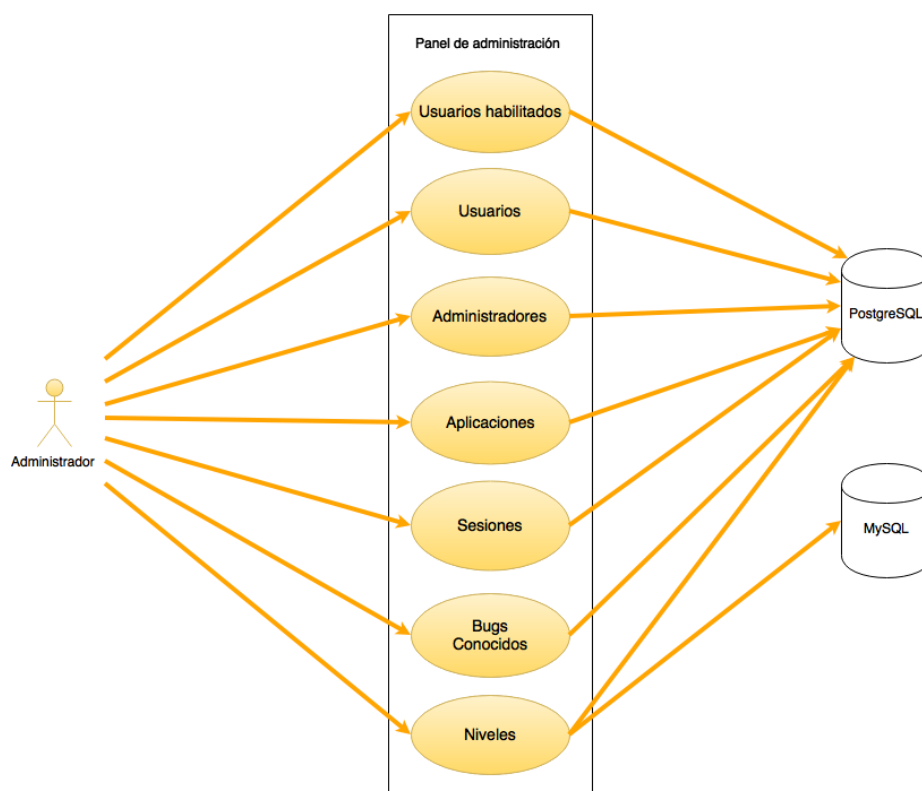 Panel de administración
Usuarios habilitados
Usuarios
Administradores
PostgreSQL
Aplicaciones
Administrador
Sesiones
MySQL
Bugs
Conocidos
Niveles